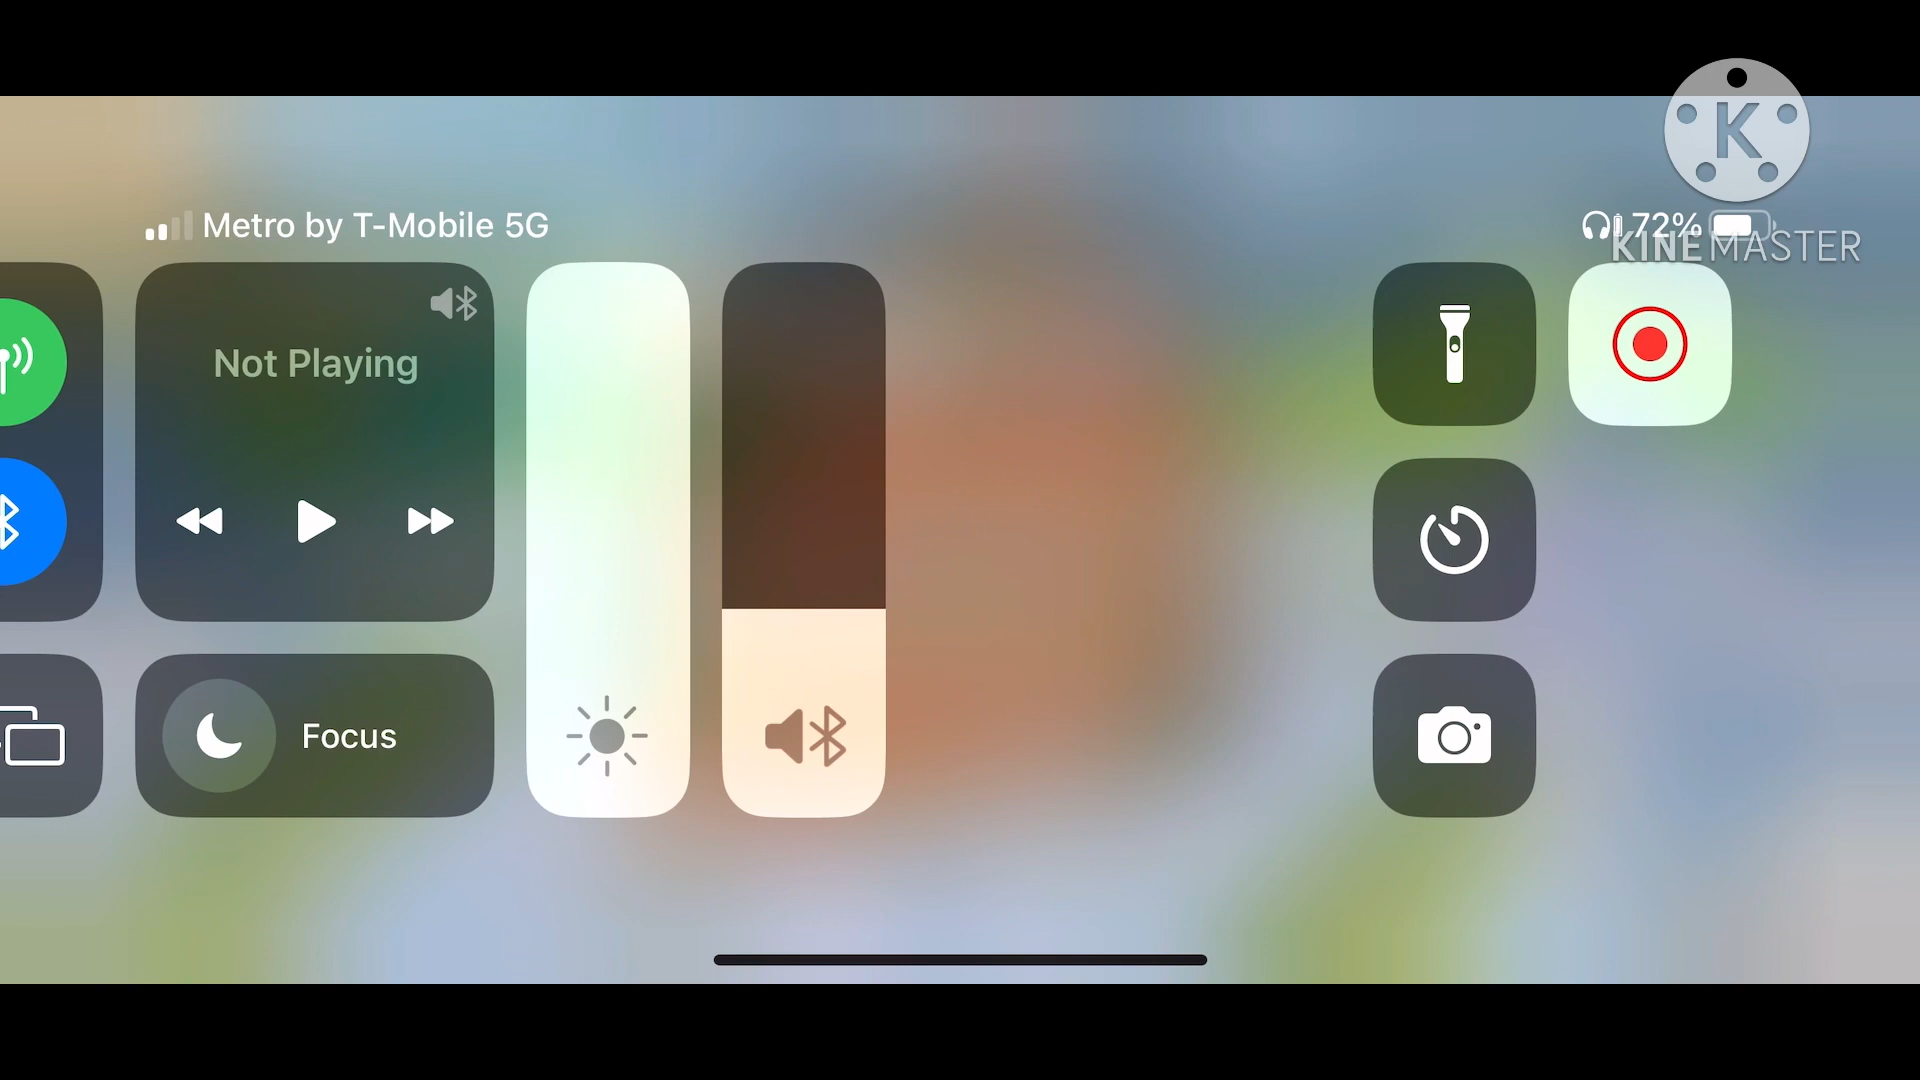 K
Metro by T-Mobile 5G
72%
KINEMASTER
Not Playing
Focus